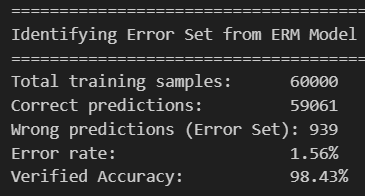 ====================================
Identifying Error Set from ERM Model
====================================
Total training samples:      60000
Correct predictions:         59061
Wrong predictions (Error Set): 939
Error rate:                  1.56%
Verified Accuracy:           98.43%